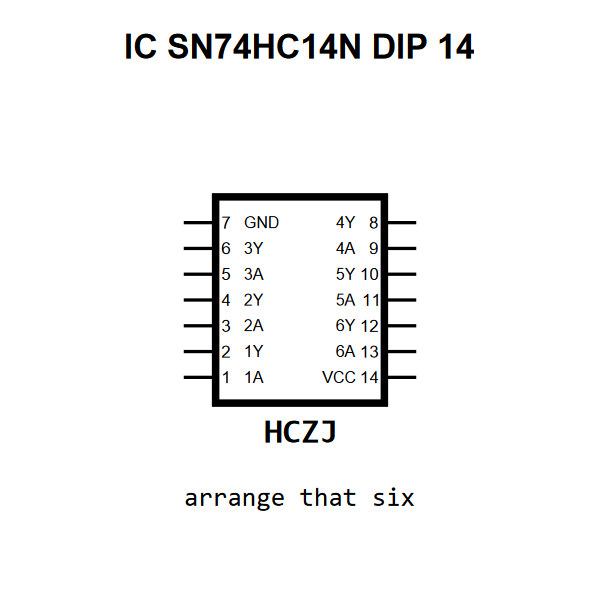 IC SN74HC14N DIP 14
7 GND 4Y 8
6 3Y 4A 9
5 3A 5Y 10
4 2Y 5A 11
3 2A 6Y 12
2 1Y 6A 13
1 1A VCC 14
HCZJ
arrange that six